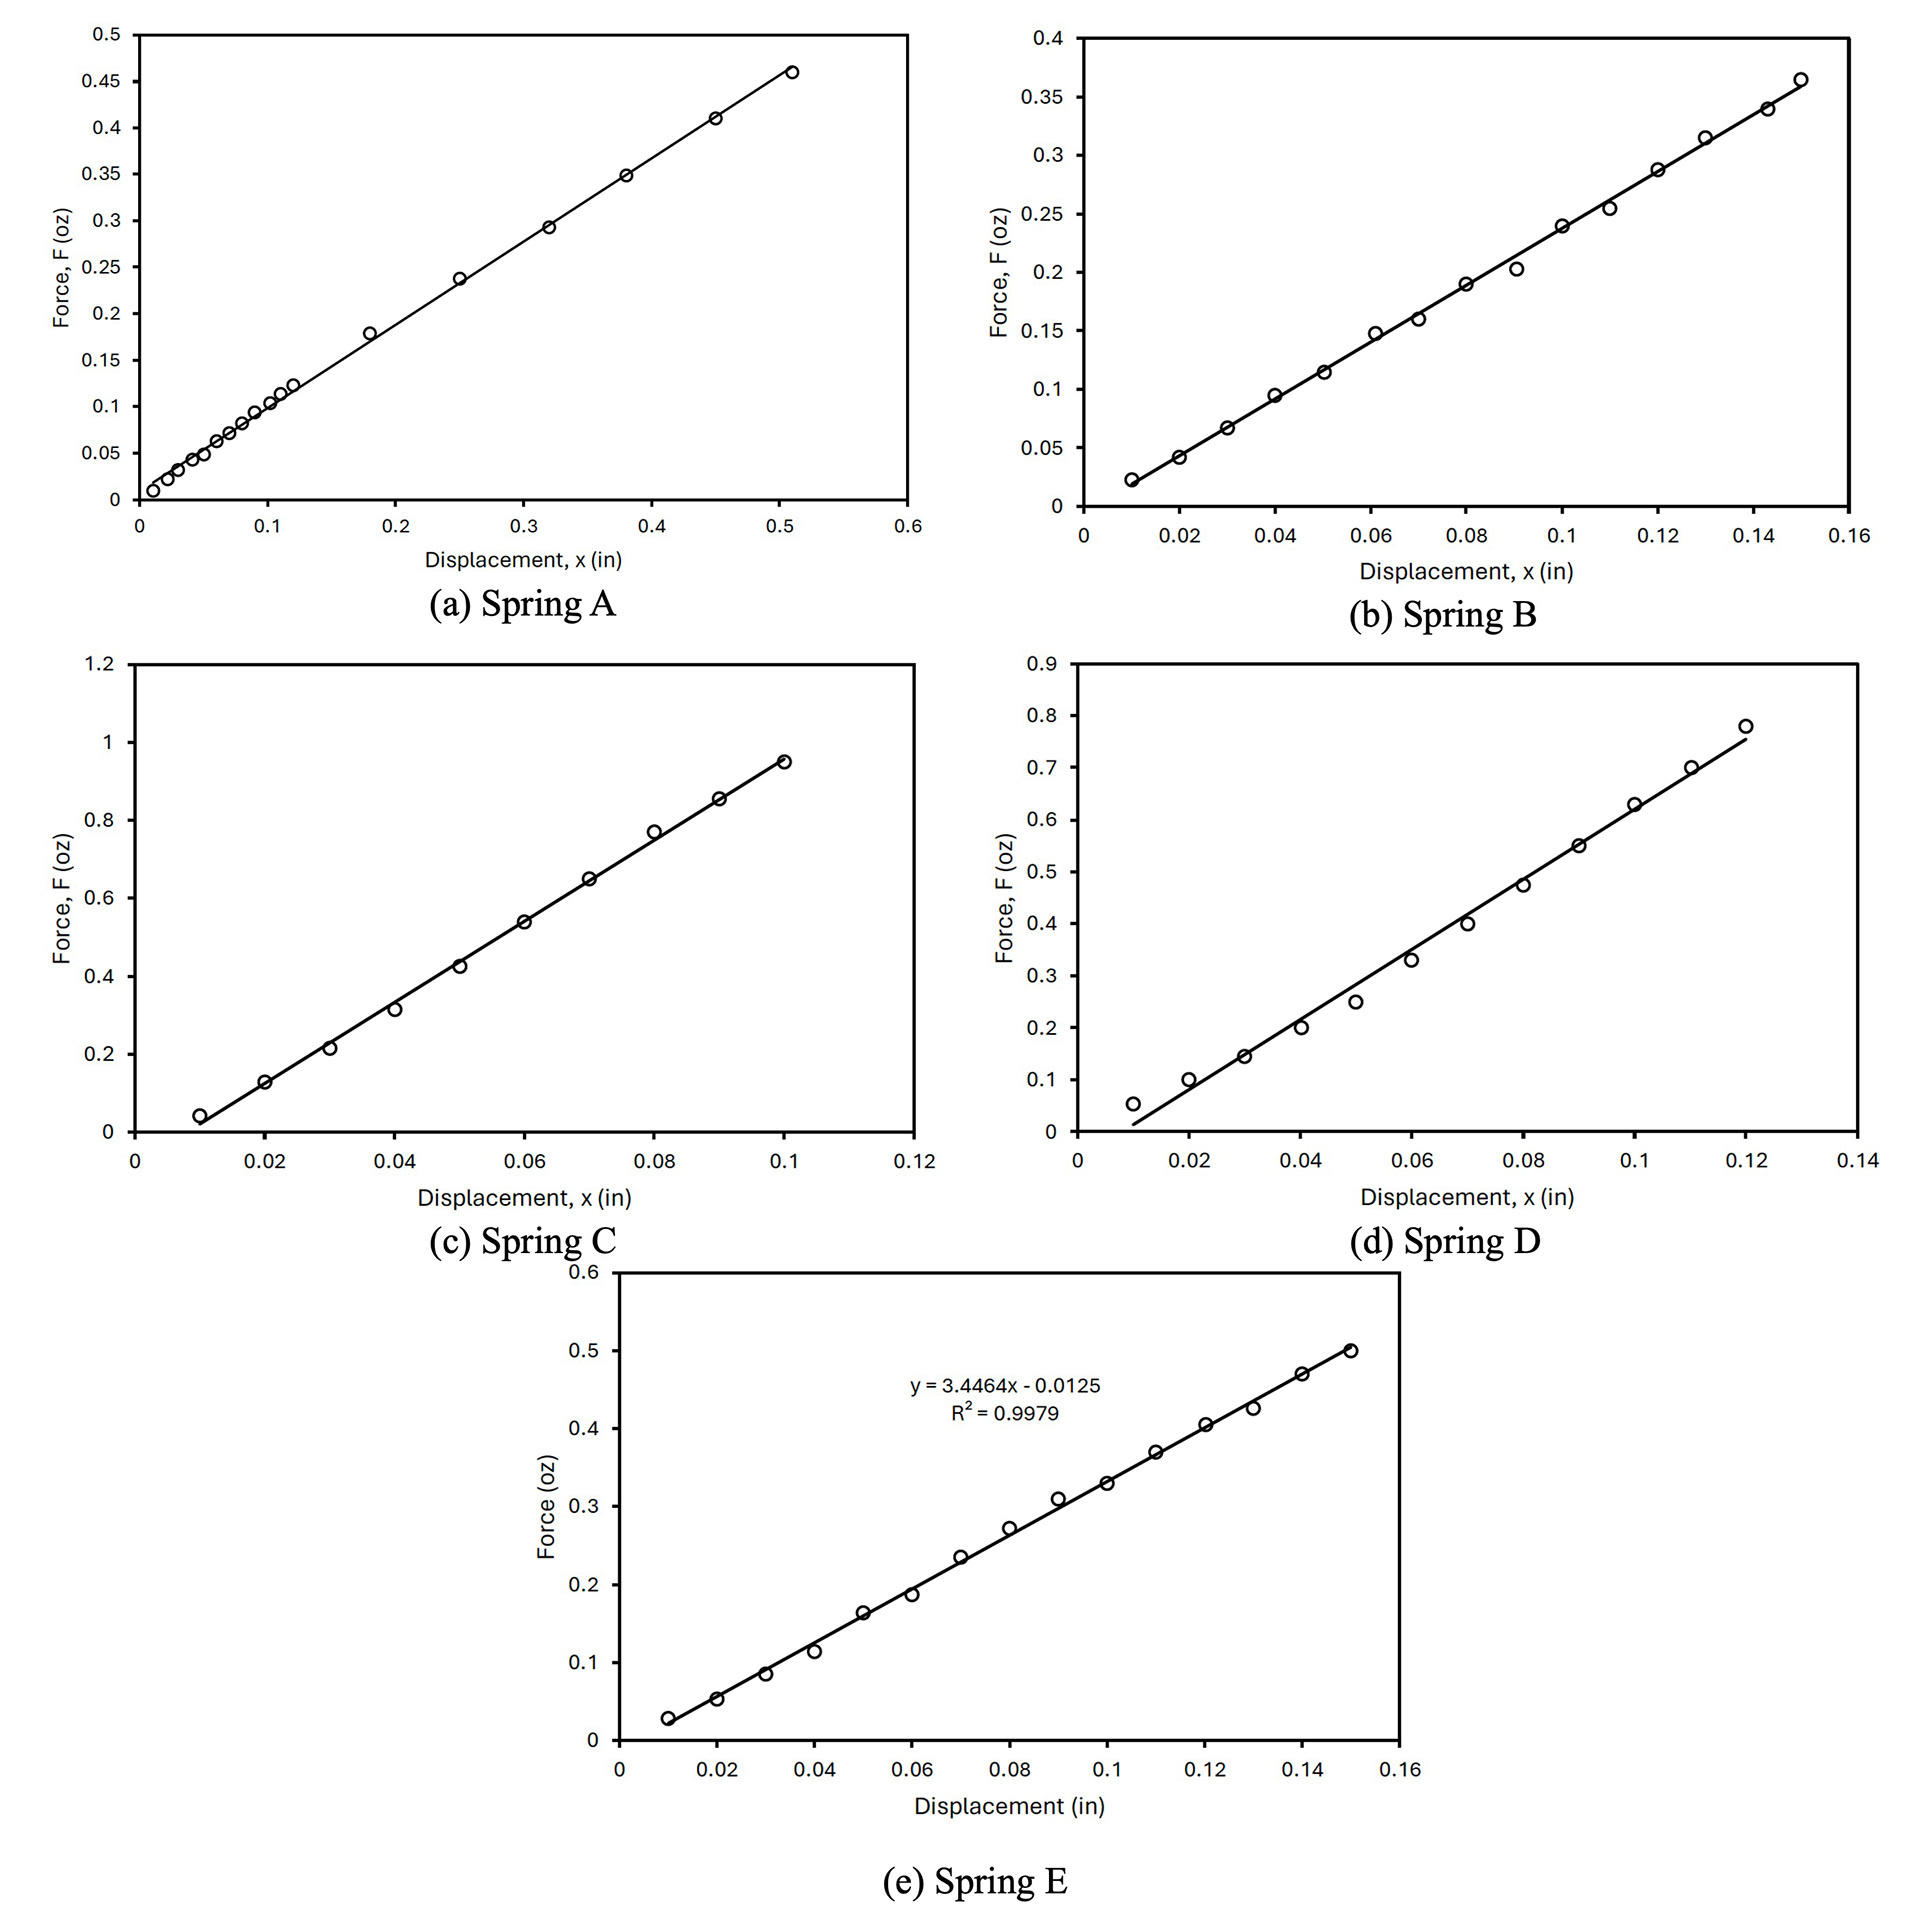 0.5
0.45
0.4
0.35
0.3
0.25
0.2
0.15
0.1
0.05
0
Force, F (oz)
0 0.1 0.2 0.3 0.4 0.5 0.6
Displacement, x (in)
(a) Spring A
0.4
0.35
0.3
0.25
0.2
0.15
0.1
0.05
0
Force, F (oz)
0 0.02 0.04 0.06 0.08 0.1 0.12 0.14 0.16
Displacement, x (in)
(b) Spring B
1.2
1
0.8
0.6
0.4
0.2
0
Force, F (oz)
0 0.02 0.04 0.06 0.08 0.1 0.12
Displacement, x (in)
(c) Spring C
0.9
0.8
0.7
0.6
0.5
0.4
0.3
0.2
0.1
0
Force, F (oz)
0 0.02 0.04 0.06 0.08 0.1 0.12 0.14
Displacement, x (in)
(d) Spring D
0.6
0.5
0.4
0.3
0.2
0.1
0
Force (oz)
y = 3.4464x - 0.0125
R² = 0.9979
0 0.02 0.04 0.06 0.08 0.1 0.12 0.14 0.16
Displacement (in)
(e) Spring E